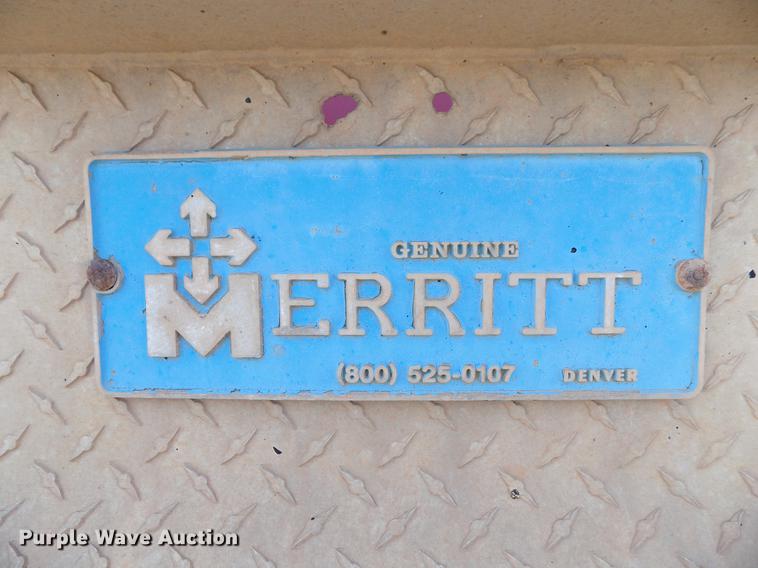 GENUINE
MERRITT
(800) 525-0107 DENVER
Purple Wave Auction